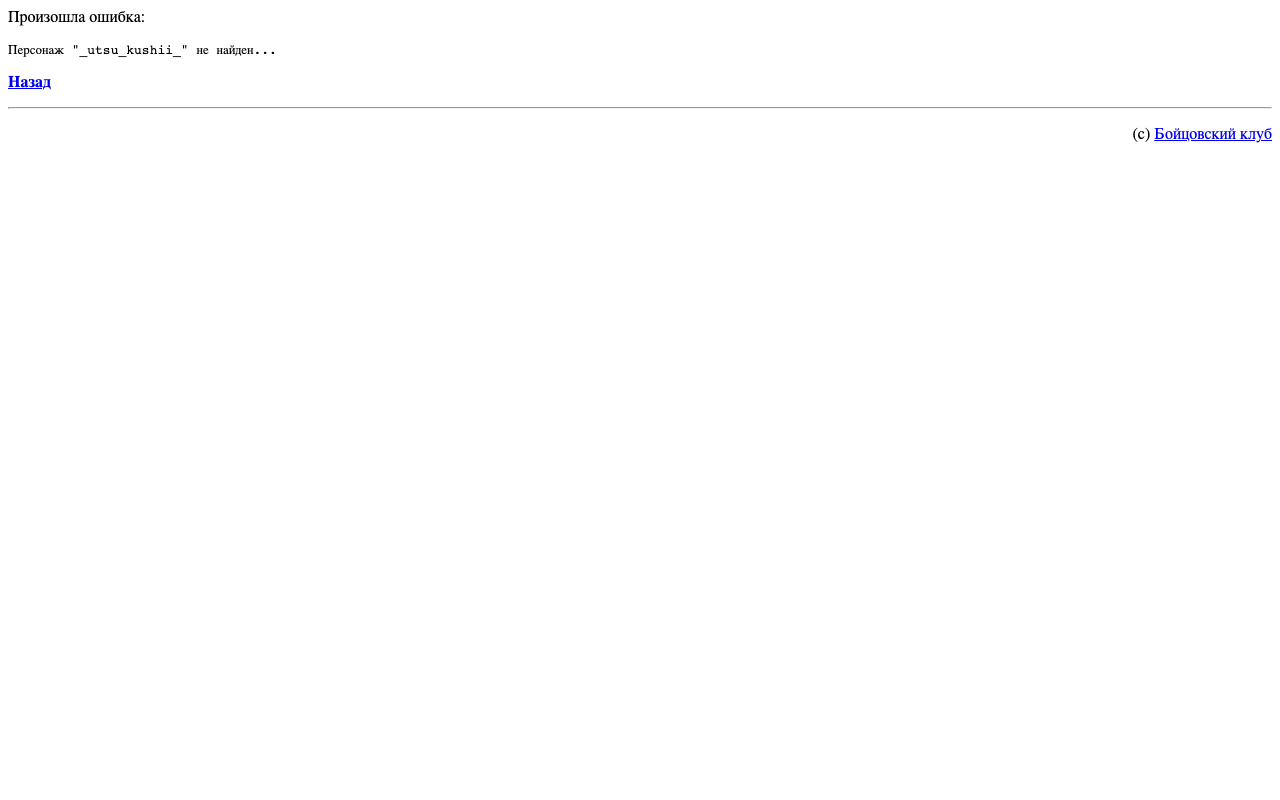 Произошла ошибка:
Персонаж "_utsu_kushii_" не найден...
Назад
(c) Бойцовский клуб